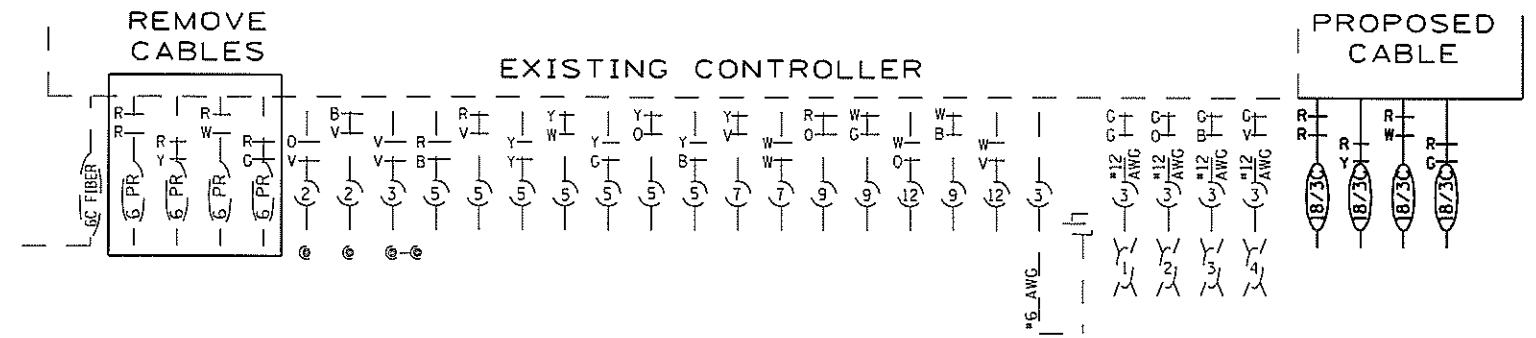 REMOVE
CABLES
EXISTING CONTROLLER
PROPOSED
CABLE
6C FIBER
R R
R Y
R W
R G
O V
B V
V V
R B
R V
Y Y
Y W
Y G
Y O
Y B
Y V
W W
R O
W G
W O
W B
W V
G G
G O
G B
G V
R R
R Y
R W
R G
#12 AWG
#12 AWG
#12 AWG
#12 AWG
6 PR
6 PR
6 PR
6 PR
2
2
3
5
5
5
5
5
5
5
7
7
9
9
12
9
12
3
3
3
3
3
18/3C
18/3C
18/3C
18/3C
@
@
@-@
1
2
3
4
#6 AWG